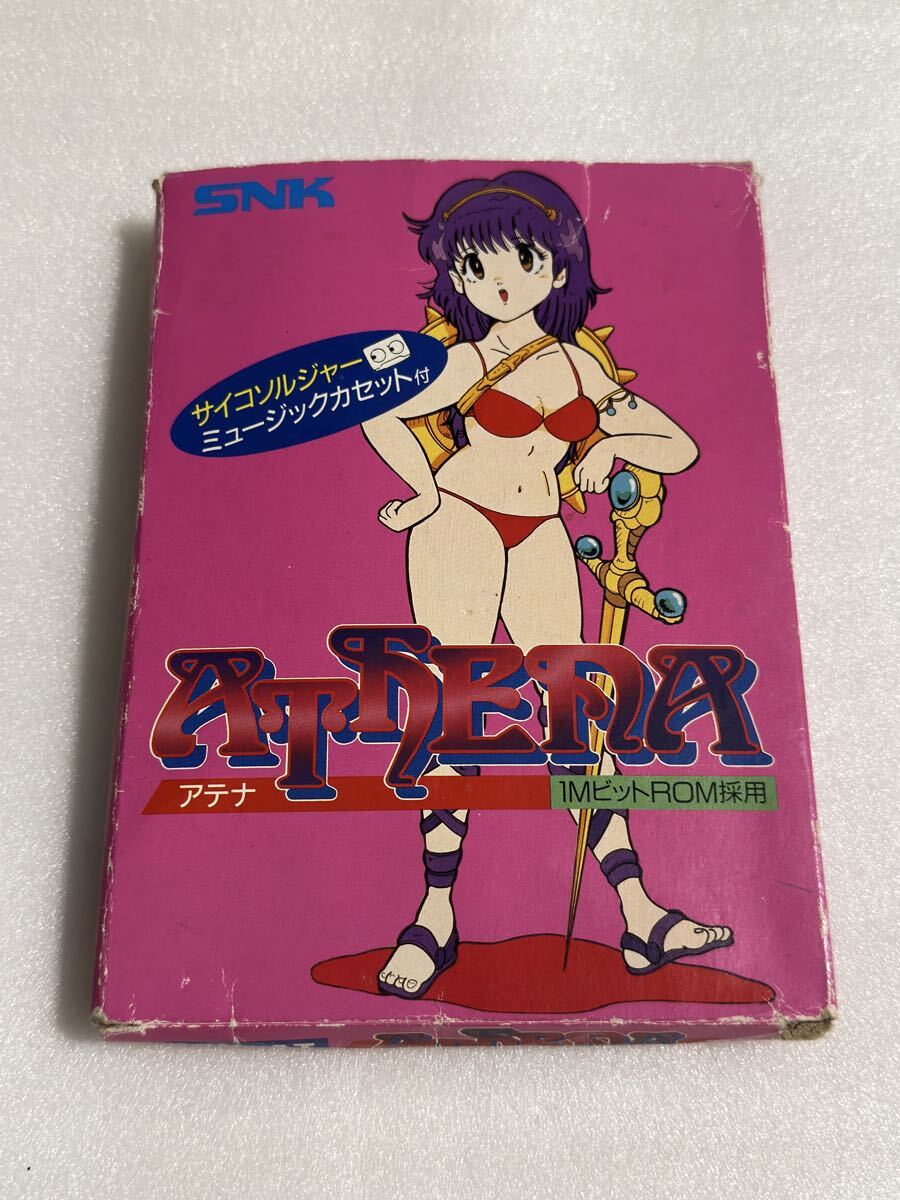 SNK
サイコソルジャー
ミュージックカセット付
ATHENA
アテナ
1MビットROM採用
ATHENA